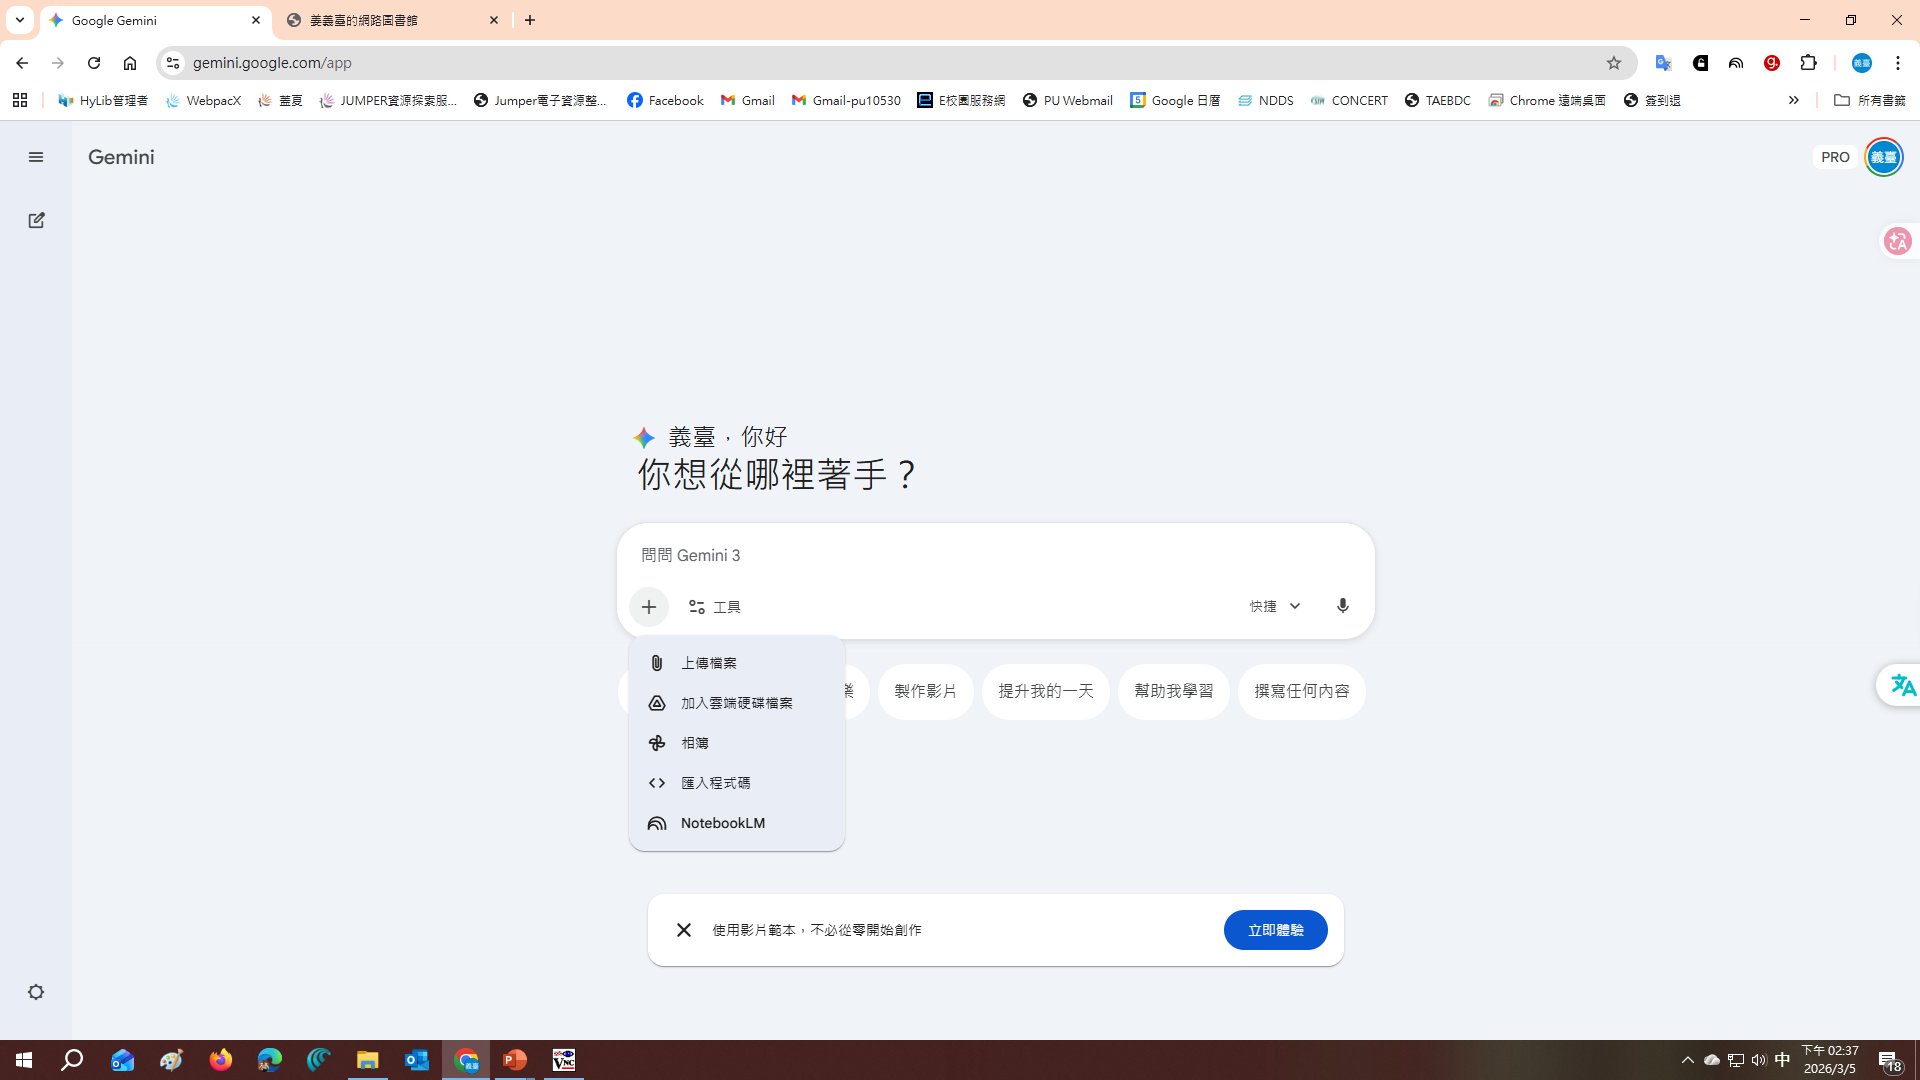 Google Gemini
姜義臺的網路圖書館
gemini.google.com/app
HyLib管理者
WebpacX
蓋夏
JUMPER資源探索服...
Jumper電子資源整...
Facebook
Gmail
Gmail-pu10530
E校園服務網
PU Webmail
Google 日曆
NDDS
CONCERT
TAEBDC
Chrome 遠端桌面
簽到退
所有書籤
義臺
Gemini
PRO
義臺
義臺，你好
你想從哪裡著手？
問問 Gemini 3
工具
快捷
上傳檔案
加入雲端硬碟檔案
相簿
匯入程式碼
NotebookLM
樂
製作影片
提升我的一天
幫助我學習
撰寫任何內容
使用影片範本，不必從零開始創作
立即體驗
中
下午 02:37
2026/3/5
18